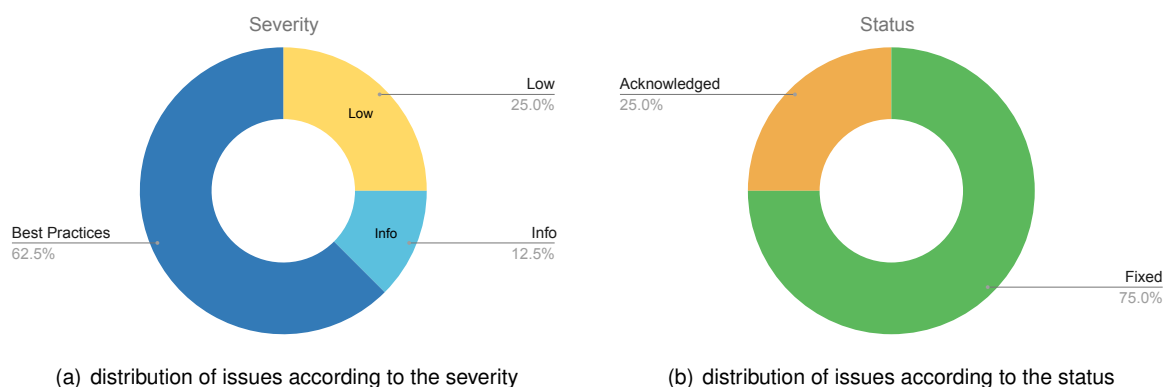 Severity
Low
25.0%
Low
Info
Info
12.5%
Best Practices
62.5%
(a) distribution of issues according to the severity
Status
Acknowledged
25.0%
Fixed
75.0%
(b) distribution of issues according to the status